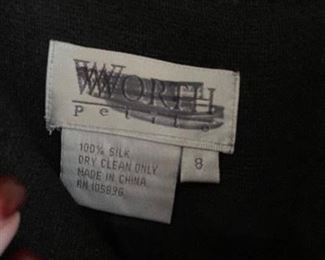 WORTH
petite
100% SILK
DRY CLEAN ONLY
MADE IN CHINA
RN 105896
8